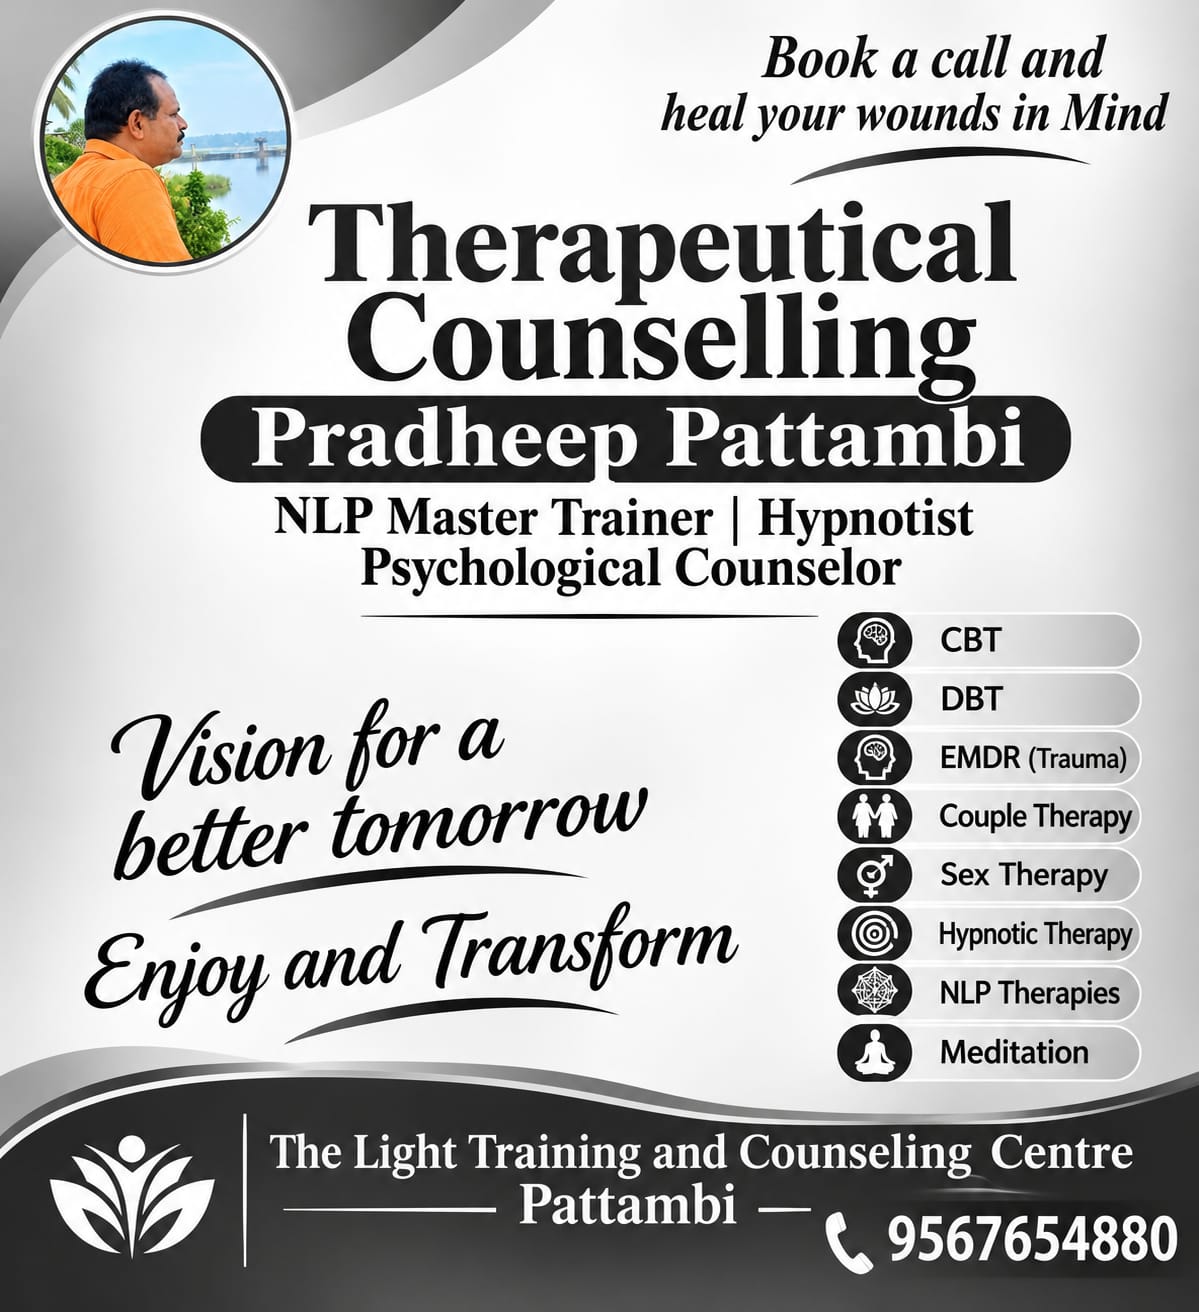 Book a call and
heal your wounds in Mind
Therapeutical
Counselling
Pradheep Pattambi
NLP Master Trainer | Hypnotist
Psychological Counselor
CBT
DBT
EMDR (Trauma)
Couple Therapy
Sex Therapy
Hypnotic Therapy
NLP Therapies
Meditation
Vision for a
better tomorrow
Enjoy and Transform
The Light Training and Counseling Centre
Pattambi
9567654880